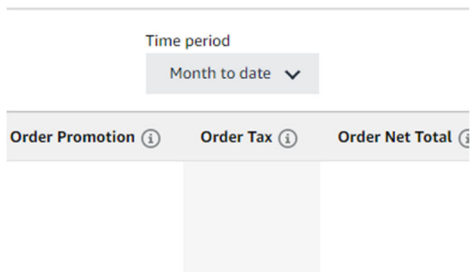 Time period
Month to date
Order Promotion Order Tax Order Net Total